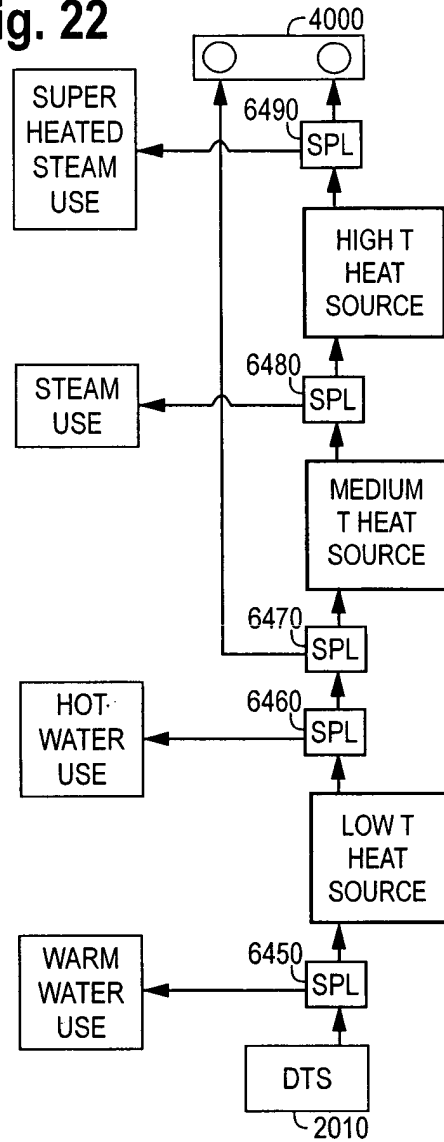 ig. 22
4000
SUPER
HEATED
STEAM
USE
6490
SPL
HIGH T
HEAT
SOURCE
STEAM
USE
6480
SPL
MEDIUM
T HEAT
SOURCE
6470
SPL
HOT
WATER
USE
6460
SPL
LOW T
HEAT
SOURCE
WARM
WATER
USE
6450
SPL
DTS
2010